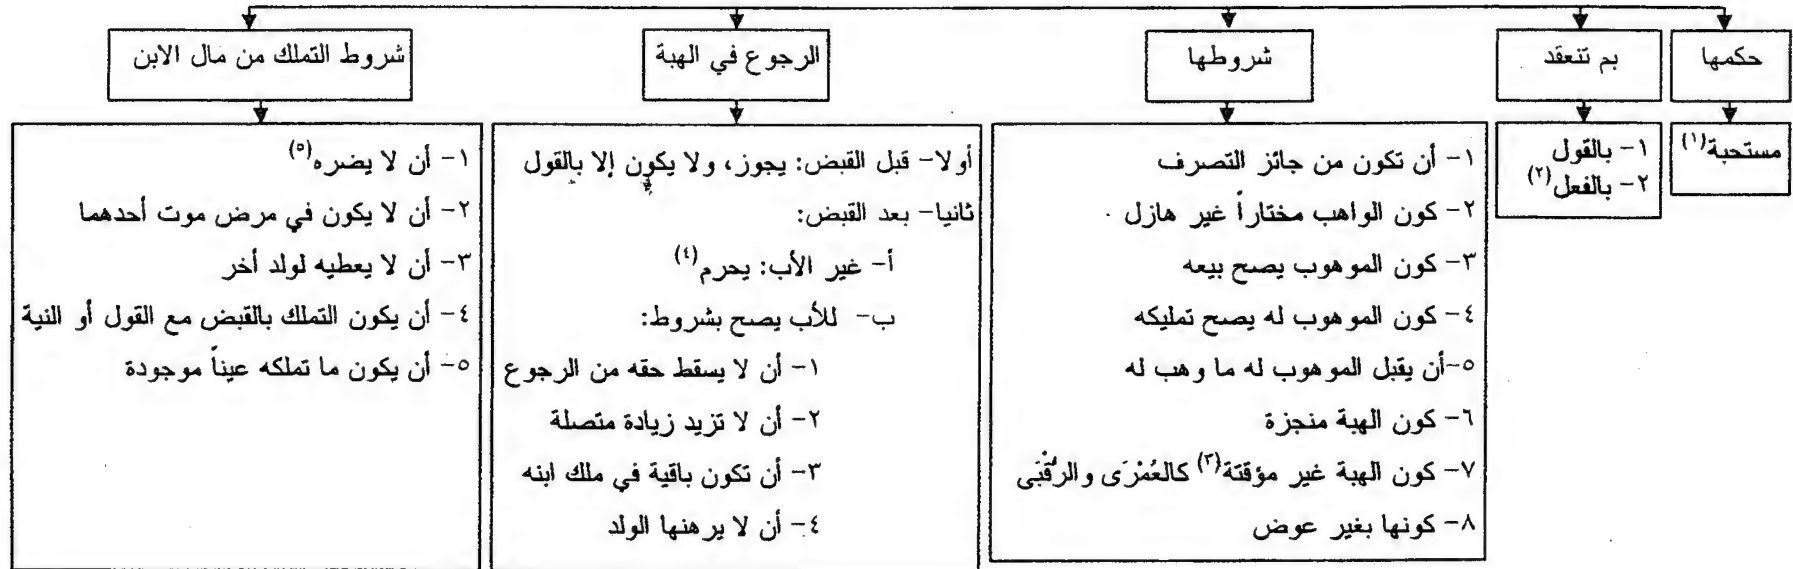 حكمها
مستحبة(١)
بم تنعقد
١- بالقول
٢- بالفعل(٢)
شروطها
١- أن تكون من جائز التصرف
٢- كون الواهب مختاراً غير هازل
٣- كون الموهوب يصح بيعه
٤- كون الموهوب له يصح تمليكه
٥-أن يقبل الموهوب له ما وهب له
٦- كون الهبة منجزة
٧- كون الهبة غير مؤقتة(٣) كالعُمْرَى والرُّقْبَى
٨- كونها بغير عوض
الرجوع في الهبة
أولا- قبل القبض: يجوز، ولا يكون إلا بالقول
ثانيا- بعد القبض:
أ- غير الأب: يحرم(٤)
ب- للأب يصح بشروط:
١- أن لا يسقط حقه من الرجوع
٢- أن لا تزيد زيادة متصلة
٣- أن تكون باقية في ملك ابنه
٤- أن لا يرهنها الولد
شروط التملك من مال الابن
١- أن لا يضره(٥)
٢- أن لا يكون في مرض موت أحدهما
٣- أن لا يعطيه لولد أخر
٤- أن يكون التملك بالقبض مع القول أو النية
٥- أن يكون ما تملكه عيناً موجودة